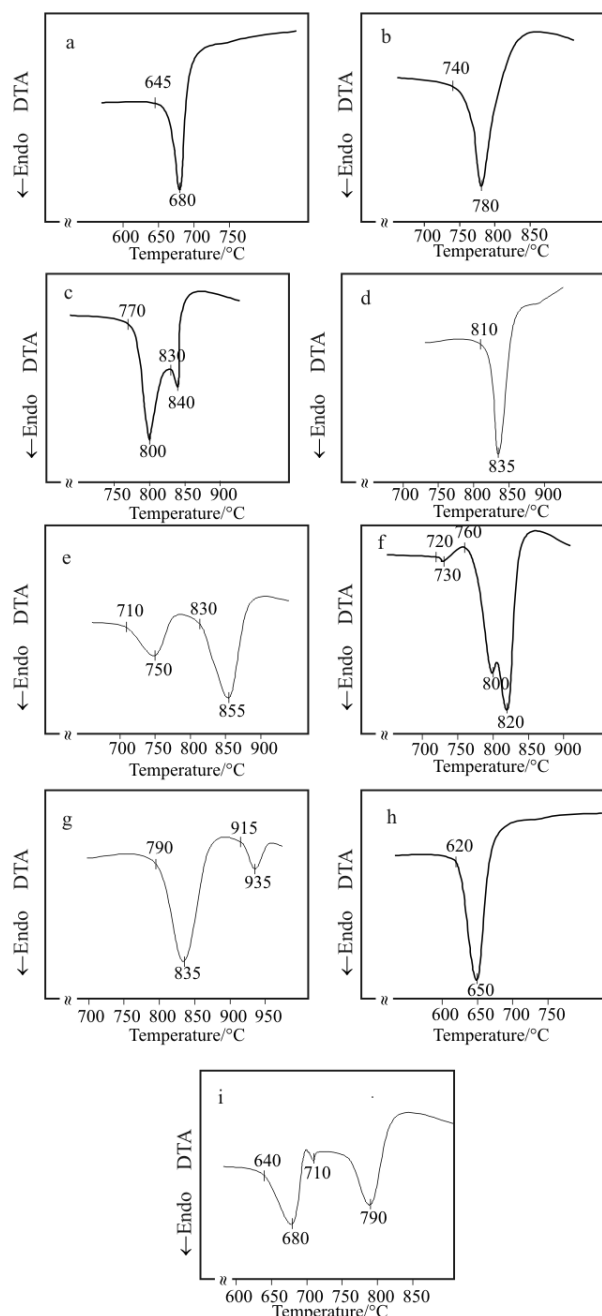 a
645
680
←Endo DTA
≈
600 650 700 750
Temperature/°C
b
740
780
←Endo DTA
≈
700 750 800 850
Temperature/°C
c
770
830
840
800
←Endo DTA
≈
750 800 850 900
Temperature/°C
d
810
835
←Endo DTA
≈
700 800 850 900
Temperature/°C
e
710
830
750
855
←Endo DTA
≈
700 750 800 850 900
Temperature/°C
f
720 760
730
800
820
←Endo DTA
≈
700 750 800 850 900
Temperature/°C
g
790
915
935
835
←Endo DTA
≈
700 750 800 850 900 950
Temperature/°C
h
620
650
←Endo DTA
≈
600 650 700 750
Temperature/°C
i
640
710
680
790
←Endo DTA
≈
600 650 700 750 800 850
Temperature/°C